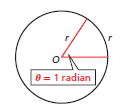 r
r
O
θ = 1 radian